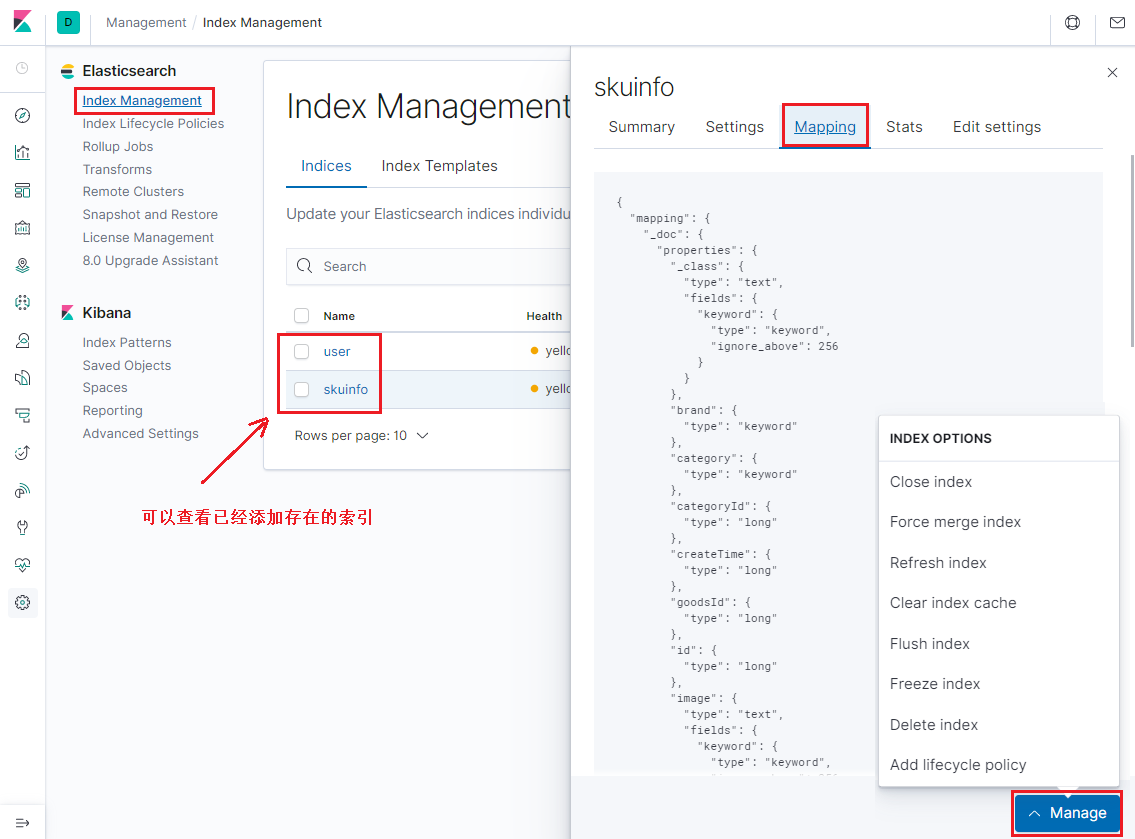 D
Management / Index Management
Elasticsearch
Index Management
Index Lifecycle Policies
Rollup Jobs
Transforms
Remote Clusters
Snapshot and Restore
License Management
8.0 Upgrade Assistant
Kibana
Index Patterns
Saved Objects
Spaces
Reporting
Advanced Settings
Index Management
Indices Index Templates
Update your Elasticsearch indices individu
Search
Name Health
user yello
skuinfo yello
Rows per page: 10
可以查看已经添加存在的索引
skuinfo
Summary Settings Mapping Stats Edit settings
{
"mapping": {
"_doc": {
"properties": {
"_class": {
"type": "text",
"fields": {
"keyword": {
"type": "keyword",
"ignore_above": 256
}
}
},
"brand": {
"type": "keyword"
},
"category": {
"type": "keyword"
},
"categoryId": {
"type": "long"
},
"createTime": {
"type": "long"
},
"goodsId": {
"type": "long"
},
"id": {
"type": "long"
},
"image": {
"type": "text",
"fields": {
"keyword": {
"type": "keyword",
INDEX OPTIONS
Close index
Force merge index
Refresh index
Clear index cache
Flush index
Freeze index
Delete index
Add lifecycle policy
Manage